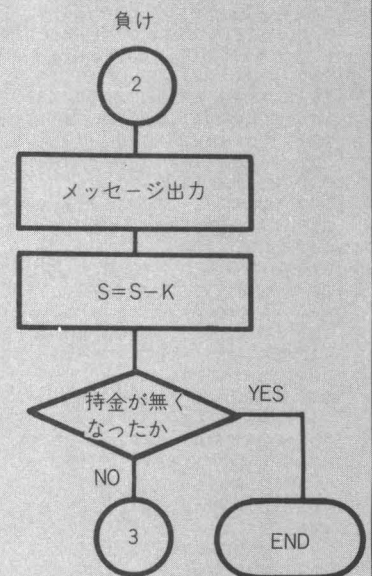 負け
2
メッセージ出力
S=S−K
持金が無く
なったか
YES
NO
3
END